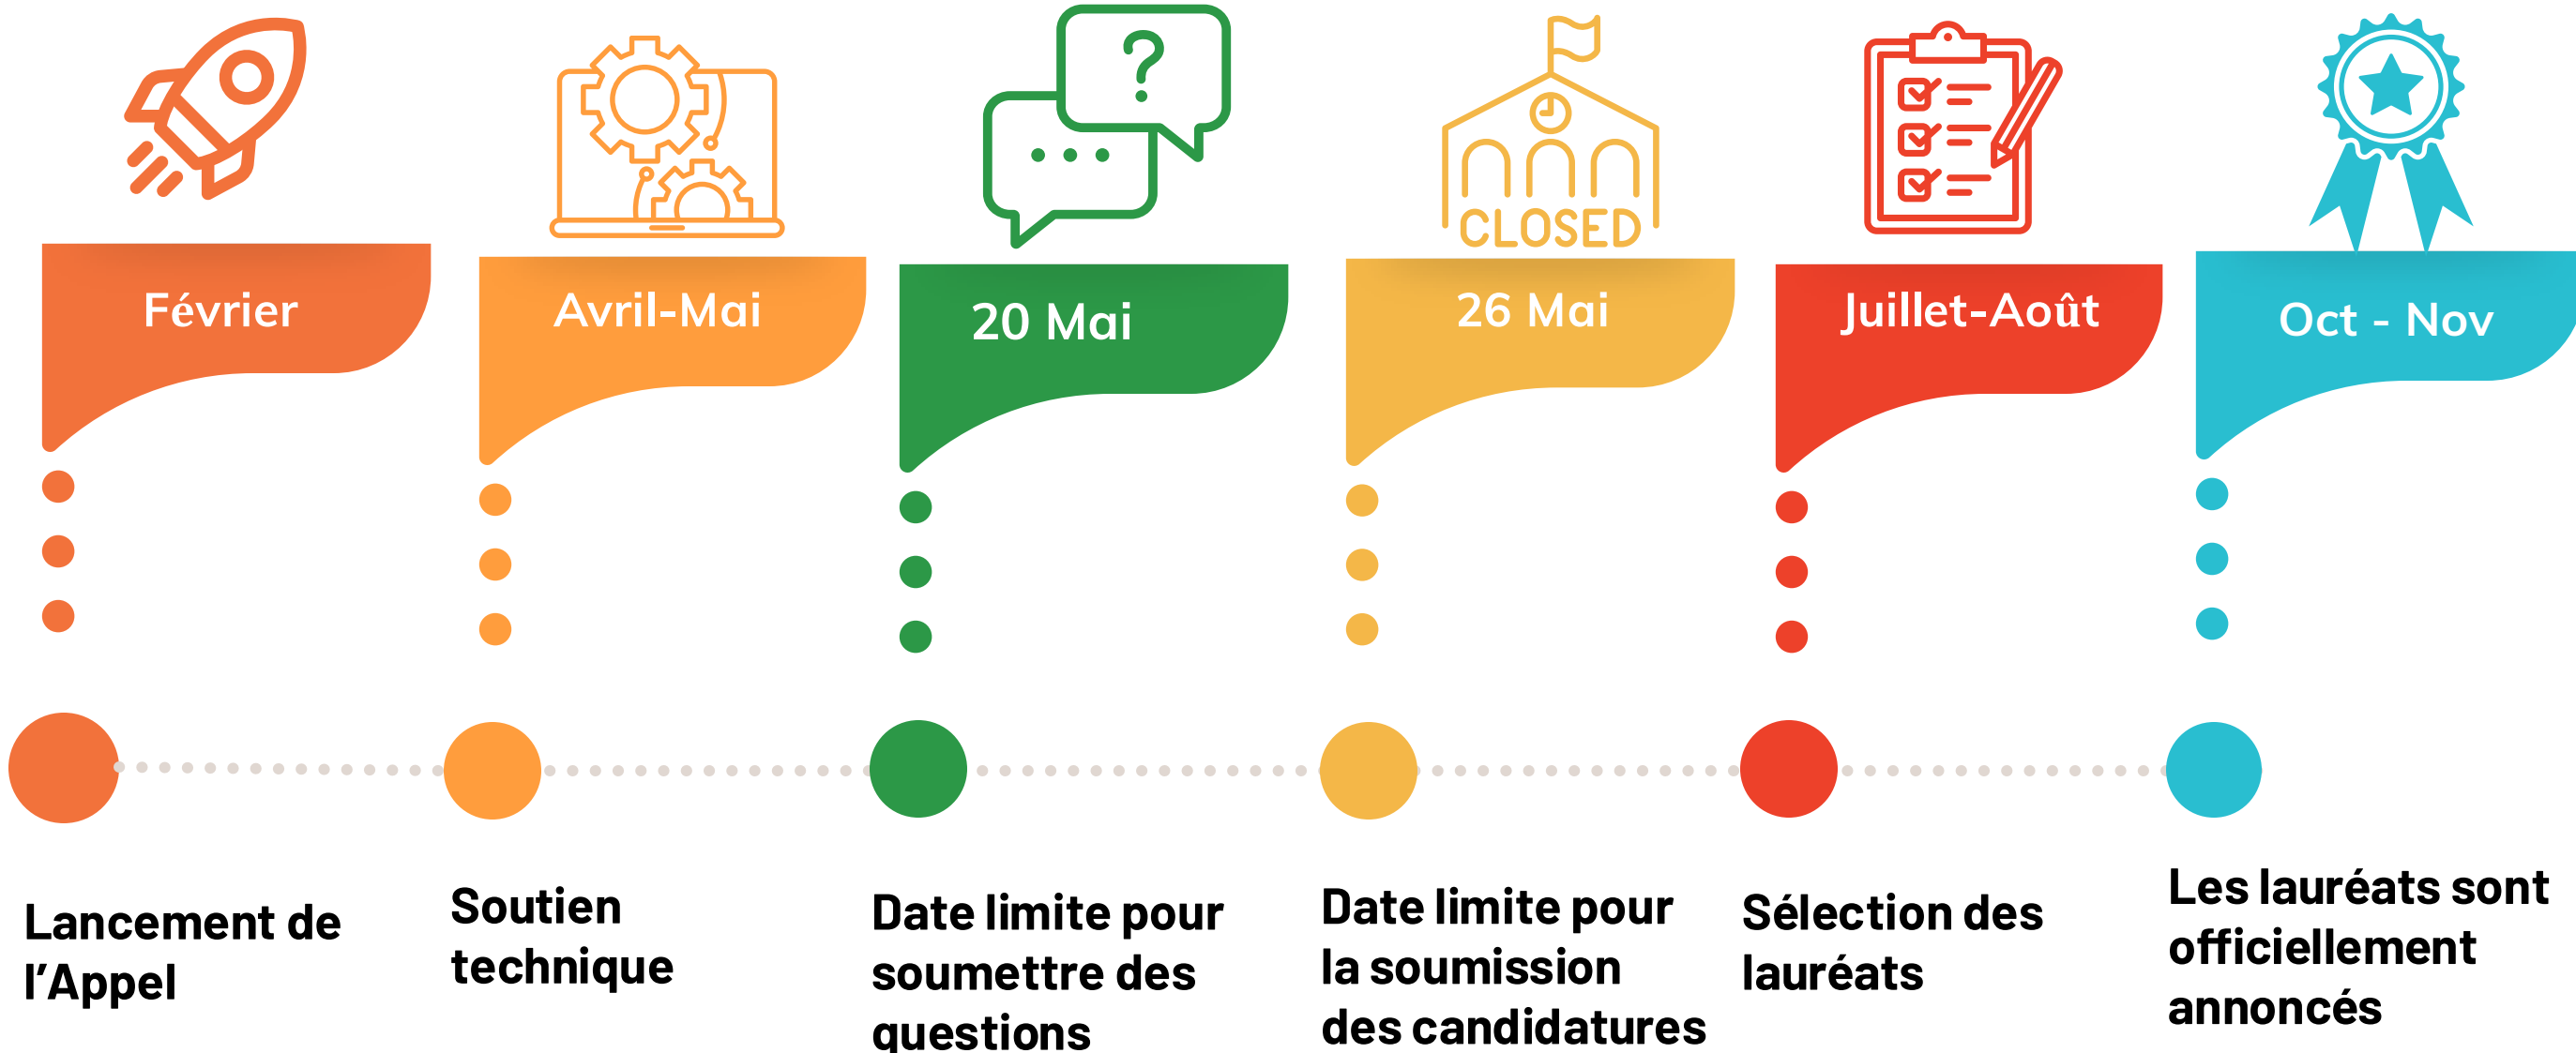 ?
CLOSED
Février
Avril-Mai
20 Mai
26 Mai
Juillet-Août
Oct - Nov
Lancement de
l’Appel
Soutien
technique
Date limite pour
soumettre des
questions
Date limite pour
la soumission
des candidatures
Sélection des
lauréats
Les lauréats sont
officiellement
annoncés